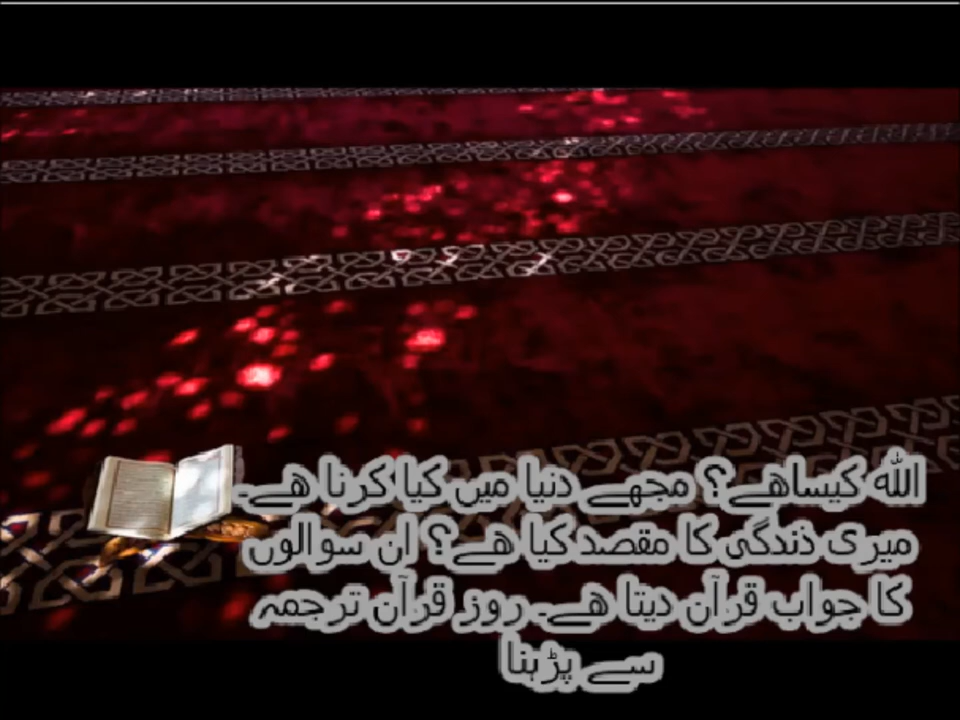 اللہ کیساھے؟ مجھے دنیا میں کیا کرنا ھے۔
میری ذندگی کا مقصد کیا ھے؟ ان سوالوں
کا جواب قرآن دیتا ھے۔ روز قرآن ترجمہ
سے پڑہنا